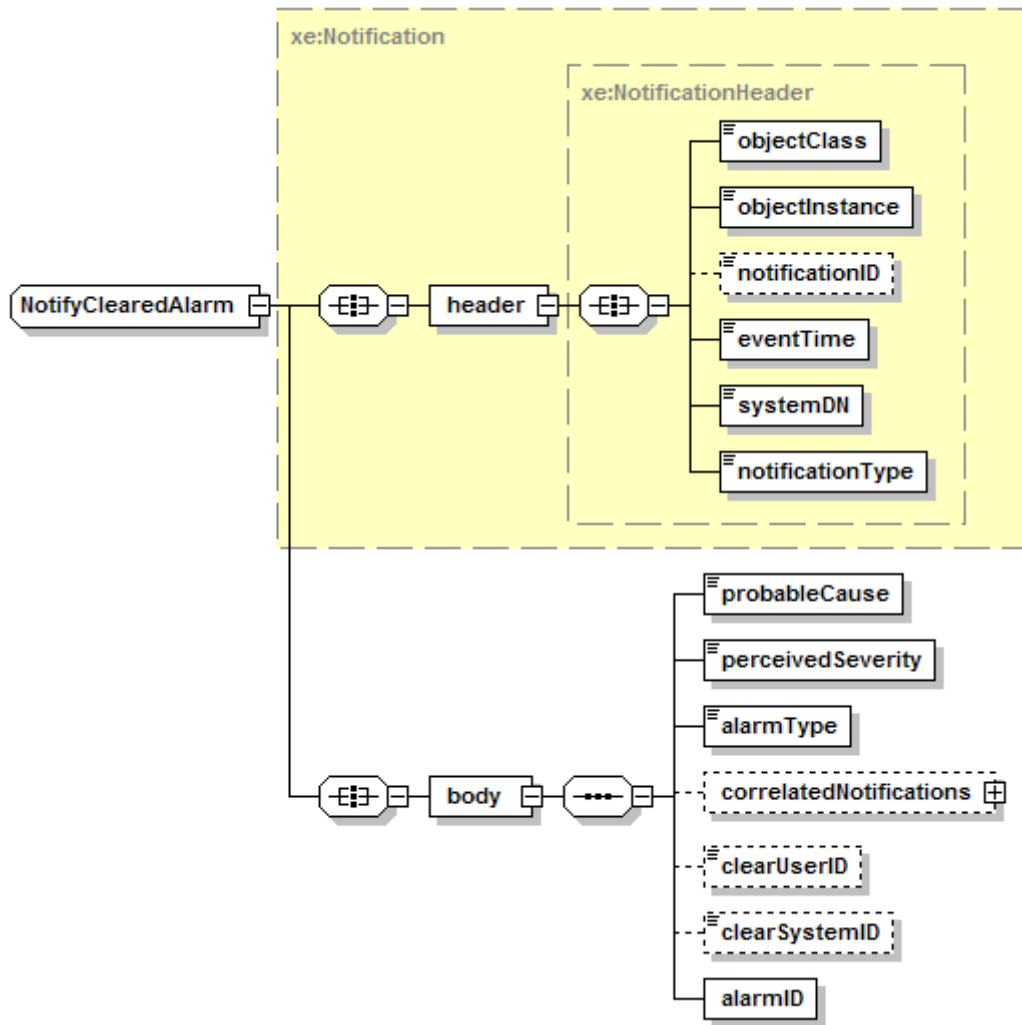 xe:Notification
xe:NotificationHeader
objectClass
objectInstance
notificationID
NotifyClearedAlarm
header
eventTime
systemDN
notificationType
probableCause
perceivedSeverity
alarmType
body
correlatedNotifications
clearUserID
clearSystemID
alarmID